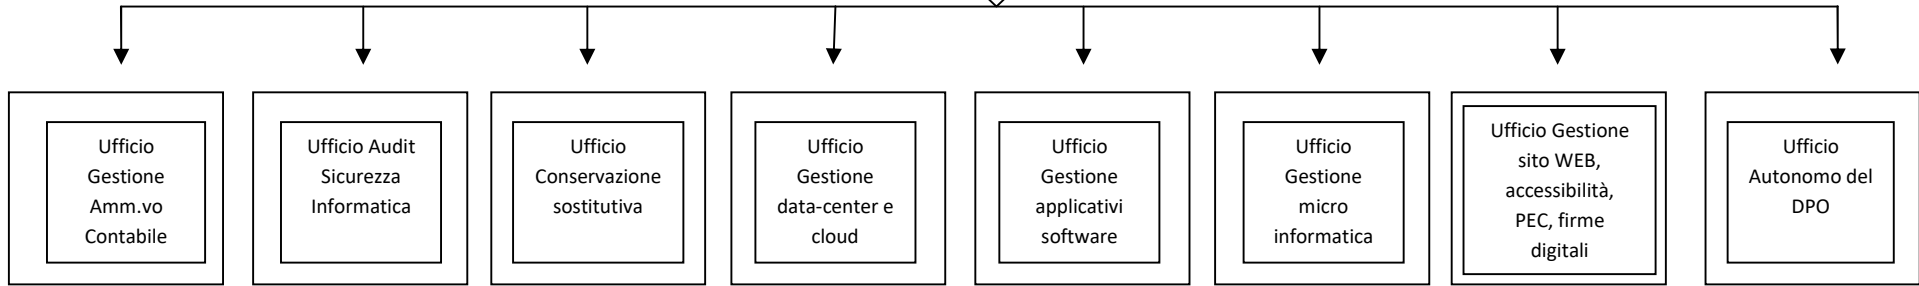 Ufficio
Gestione
Amm.vo
Contabile
Ufficio Audit
Sicurezza
Informatica
Ufficio
Conservazione
sostitutiva
Ufficio
Gestione
data-center e
cloud
Ufficio
Gestione
applicativi
software
Ufficio
Gestione
micro
informatica
Ufficio Gestione
sito WEB,
accessibilità,
PEC, firme
digitali
Ufficio
Autonomo del
DPO